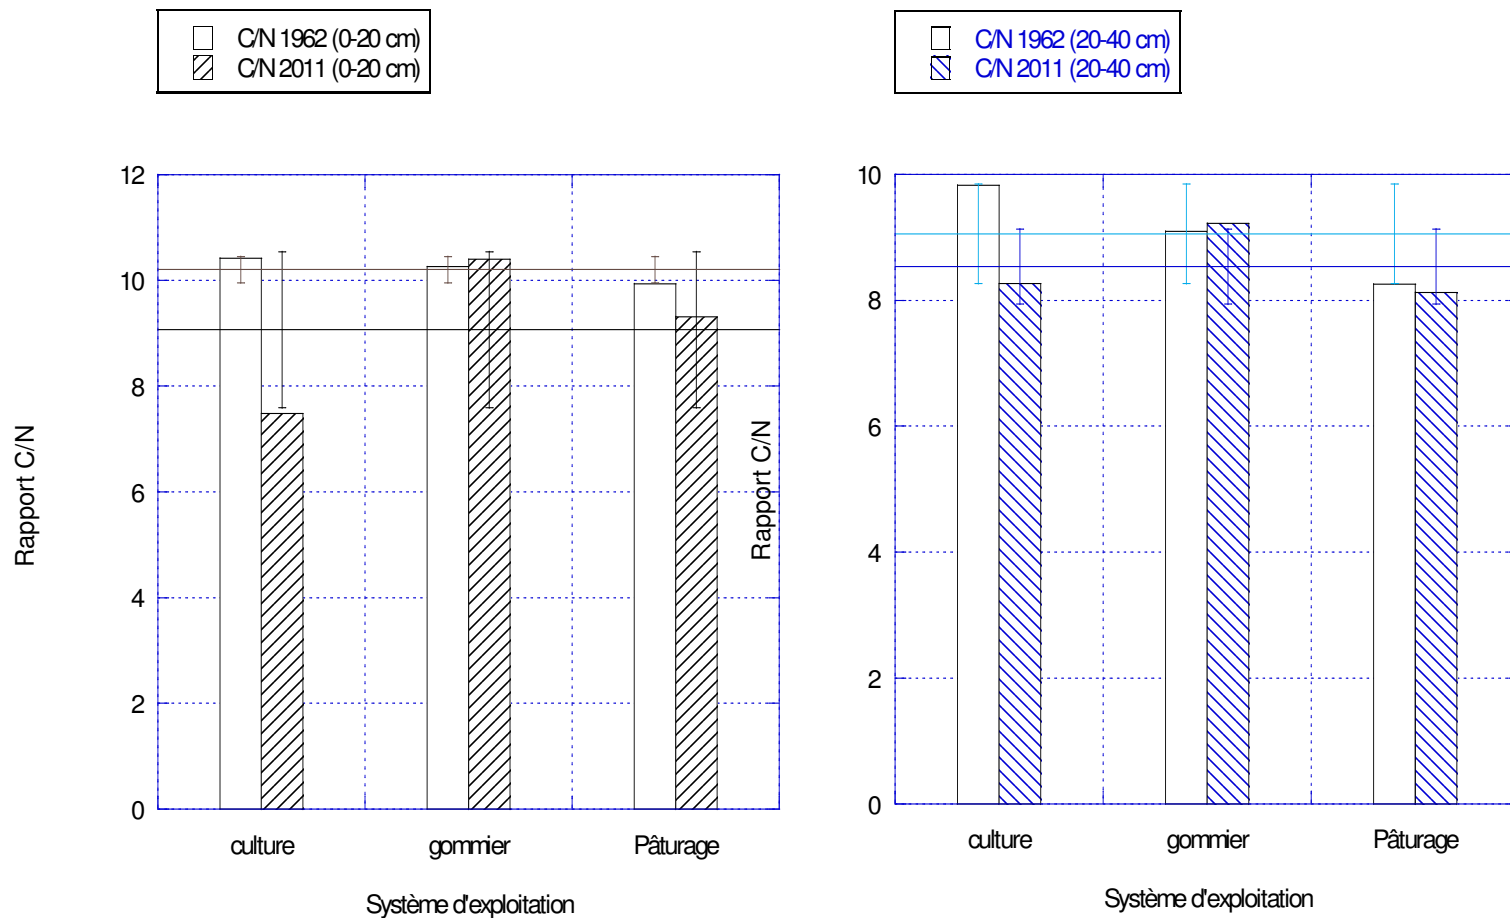 C/N 1962 (0-20 cm)
C/N 2011 (0-20 cm)
12
10
8
6
4
2
0
Rapport C/N
culture
gommier
Pâturage
Système d'exploitation
C/N 1962 (20-40 cm)
C/N 2011 (20-40 cm)
10
8
6
4
2
0
Rapport C/N
culture
gommier
Pâturage
Système d'exploitation